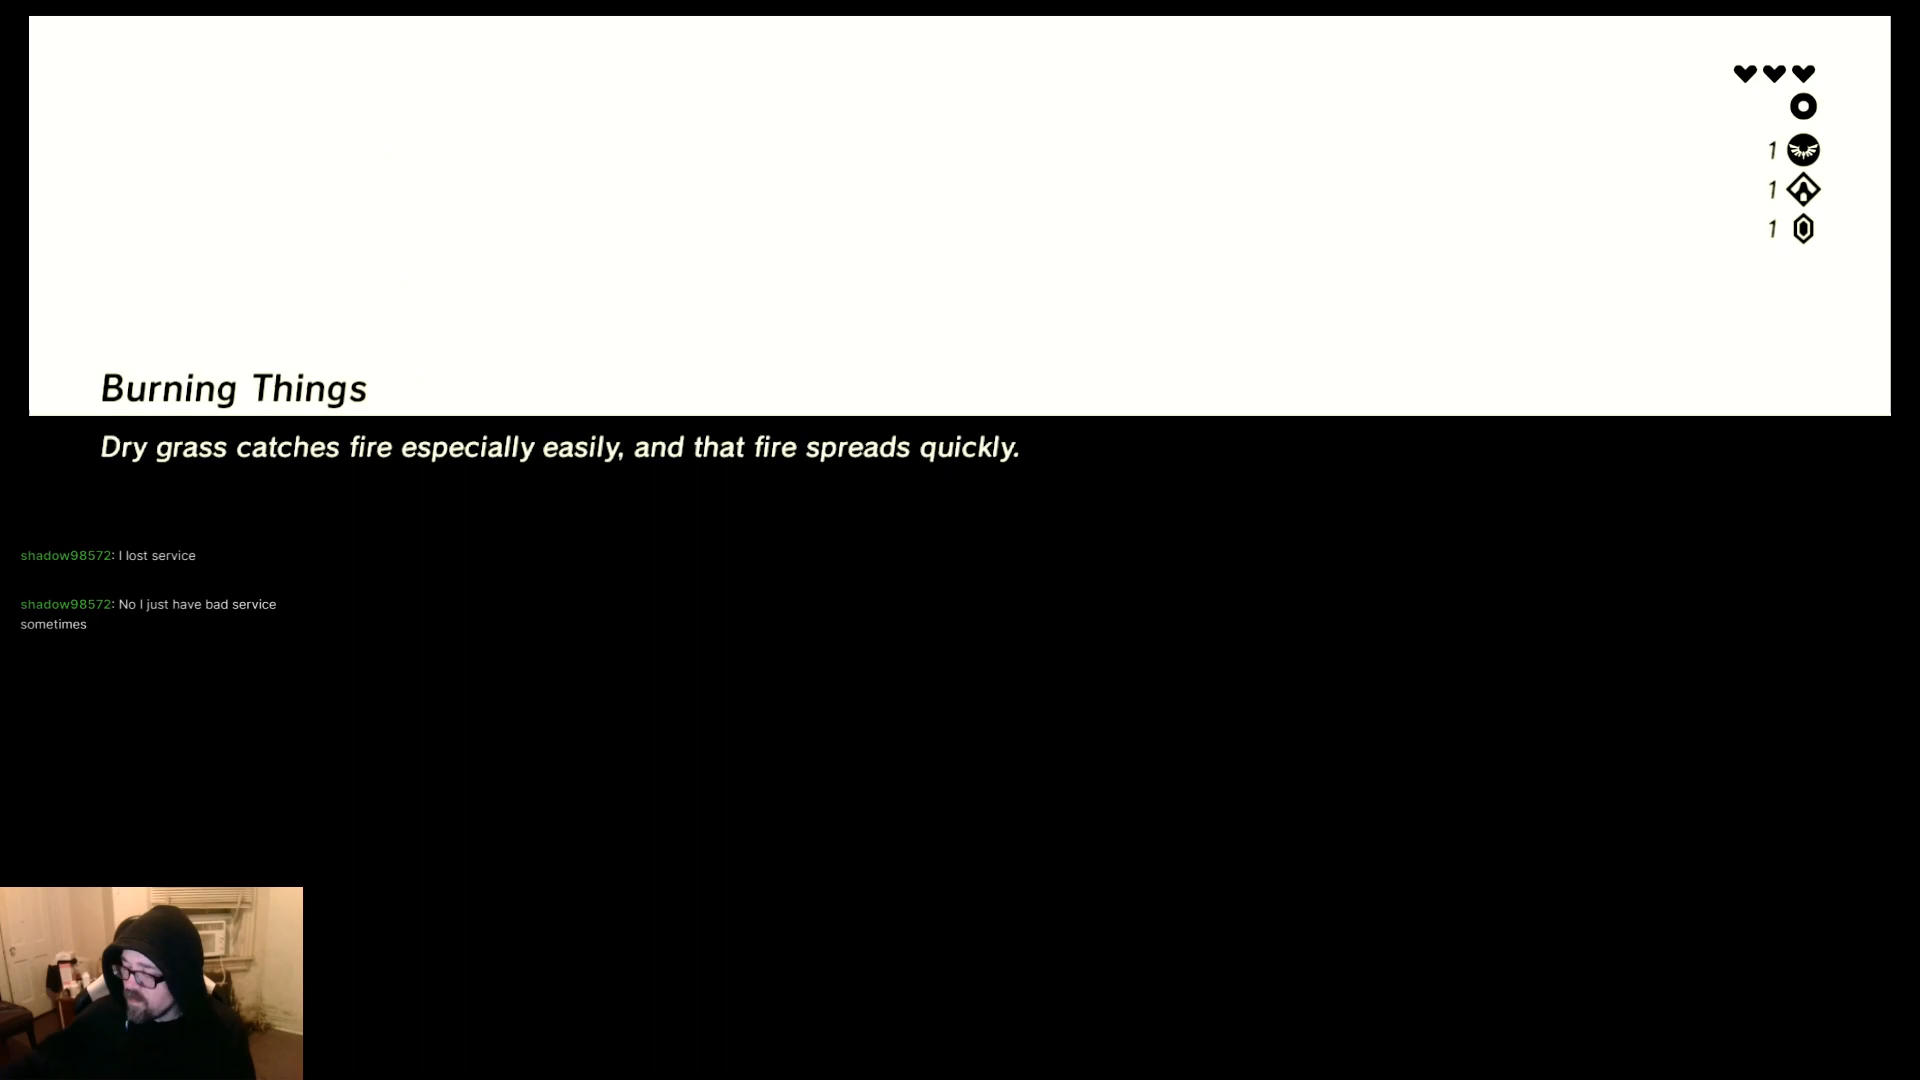 1
1
1
Burning Things
Dry grass catches fire especially easily, and that fire spreads quickly.
shadow98572: I lost service
shadow98572: No I just have bad service
sometimes